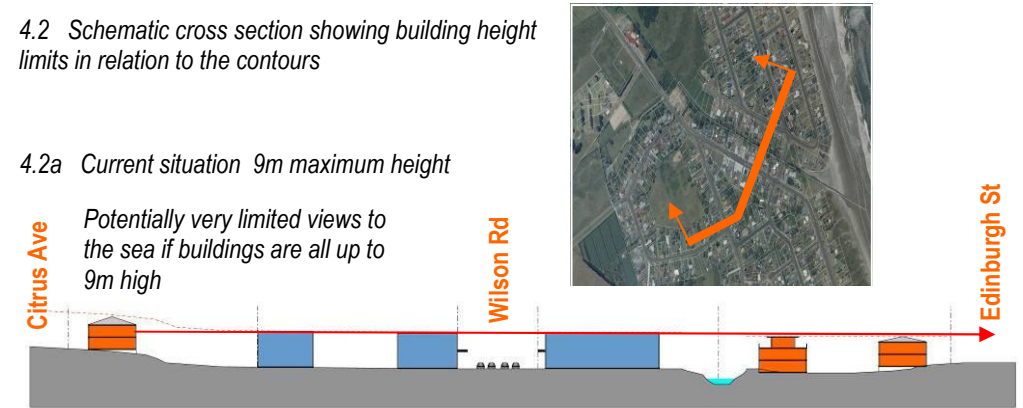 4.2 Schematic cross section showing building height
limits in relation to the contours
4.2a Current situation 9m maximum height
Potentially very limited views to
the sea if buildings are all up to
9m high
Citrus Ave
Wilson Rd
Edinburgh St